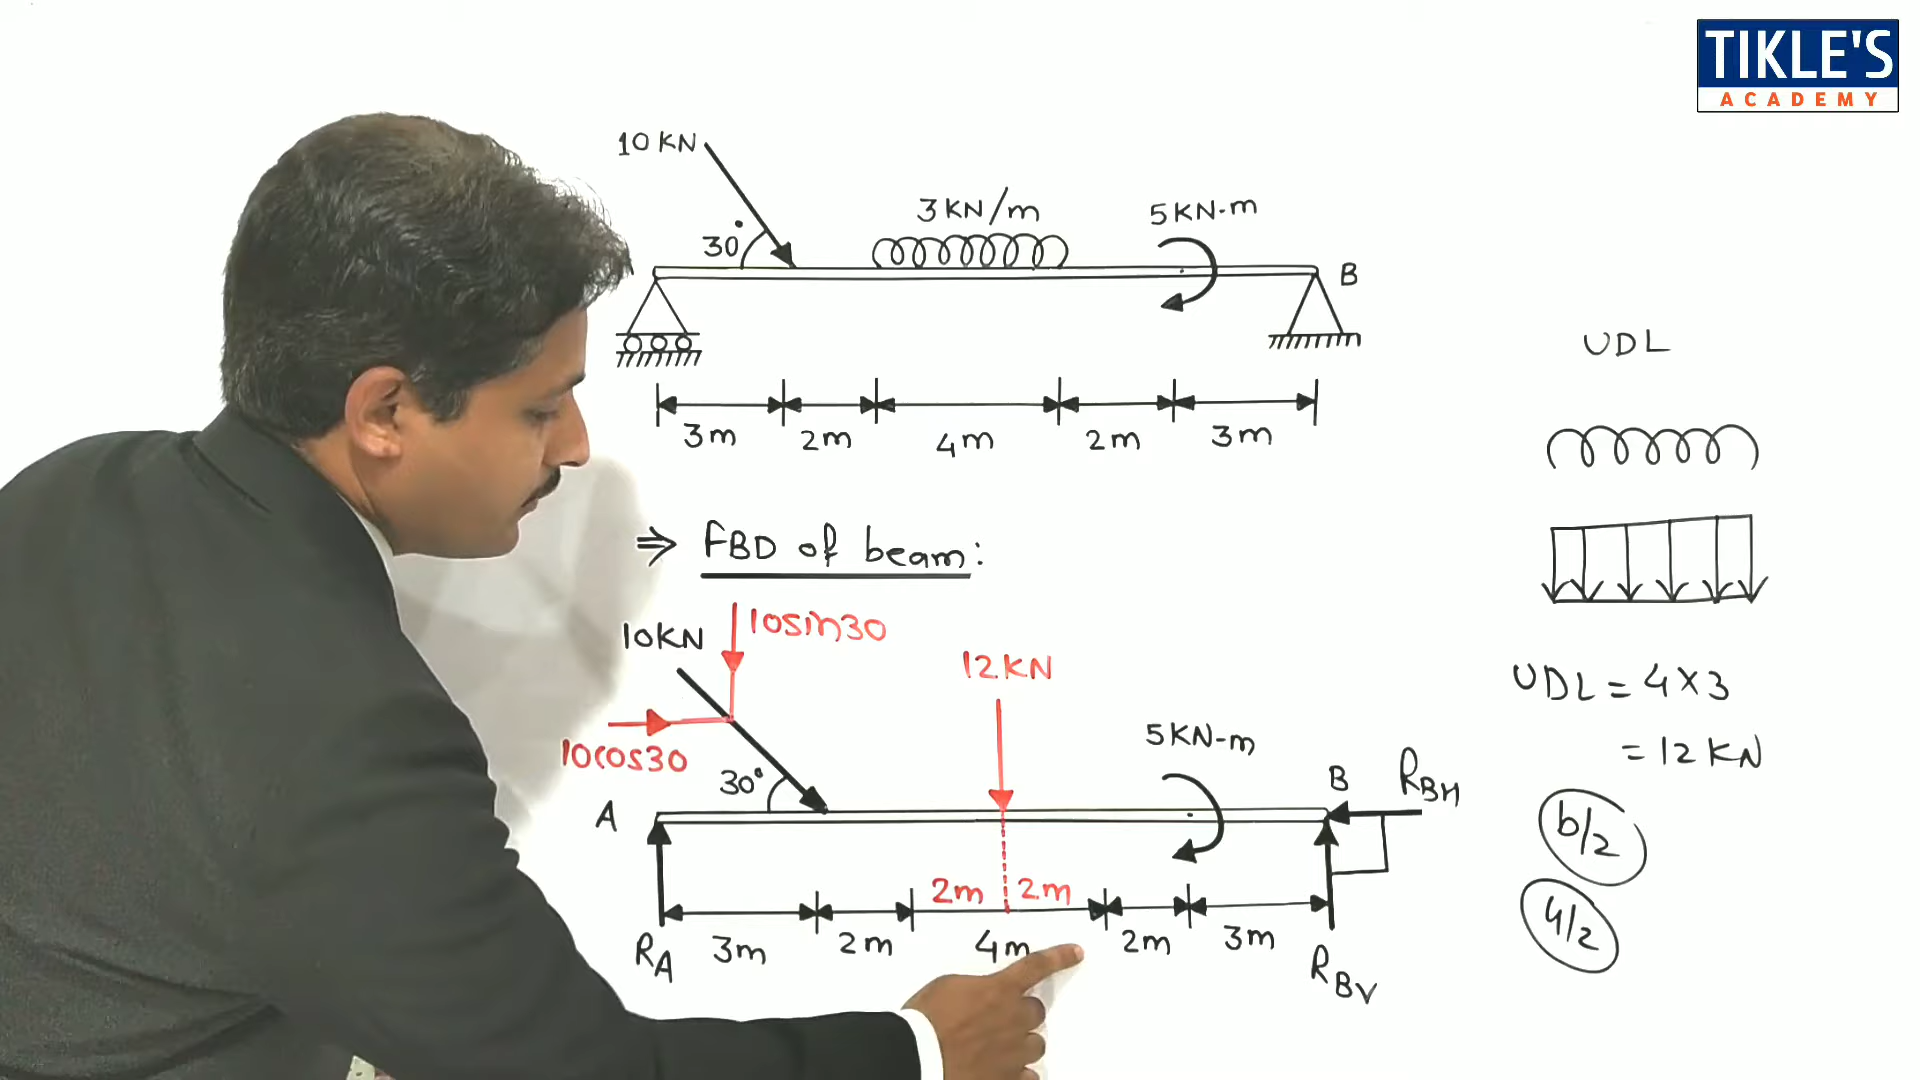 TIKLE'S
ACADEMY
10 KN
30°
3 KN/m
5 KN-m
B
3m
2m
4m
2m
3m
UDL
⇒ FBD of beam:
10KN
10sin30
10cos30
30°
12 KN
5 KN-m
A
B
RBH
2m
2m
RA
3m
2m
4m
2m
3m
RBV
UDL = 4 × 3
= 12 KN
b/2
4/2